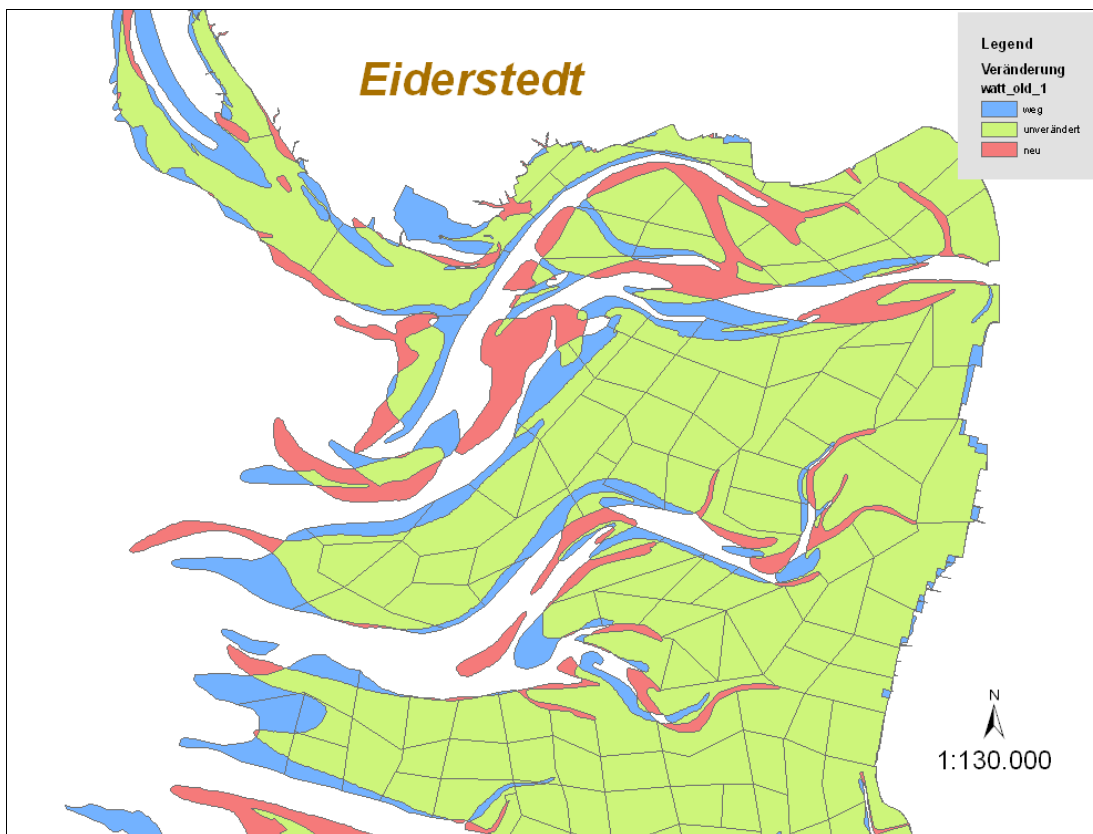 Eiderstedt
Legend
Veränderung
watt_old_1
weg
unverändert
neu
N
1:130.000